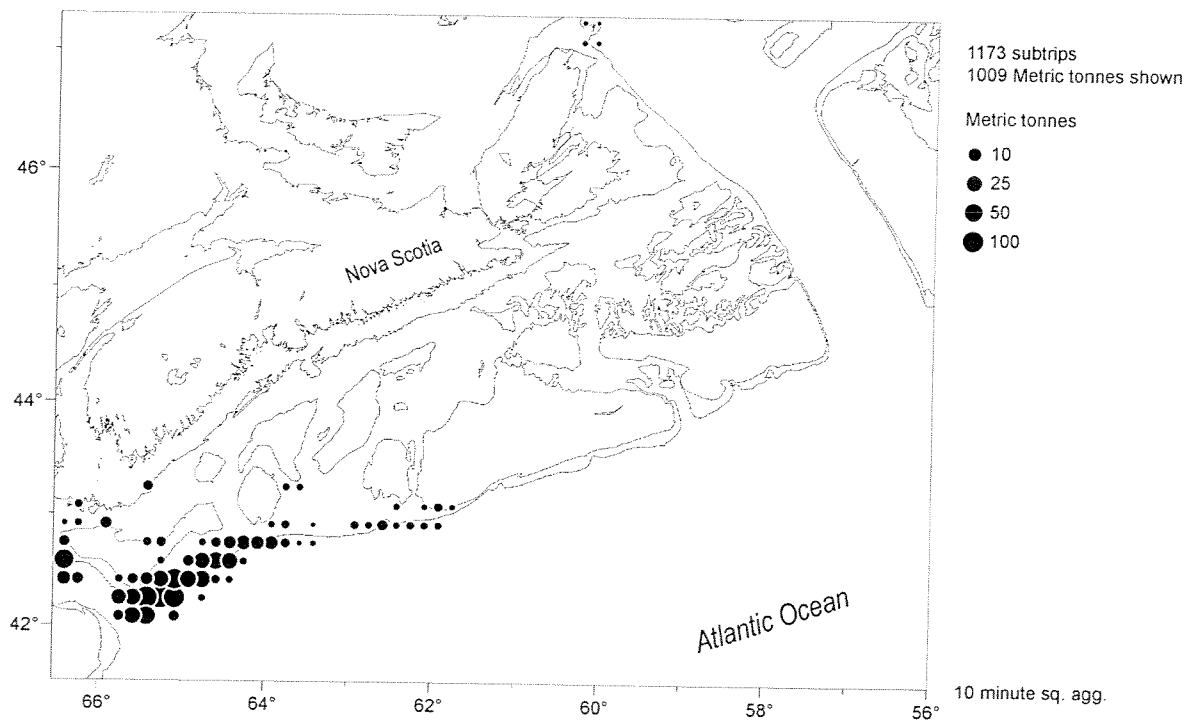 1173 subtrips
1009 Metric tonnes shown
Metric tonnes
10
25
50
100
46°
44°
42°
Nova Scotia
Atlantic Ocean
66°
64°
62°
60°
58°
56°
10 minute sq. agg.